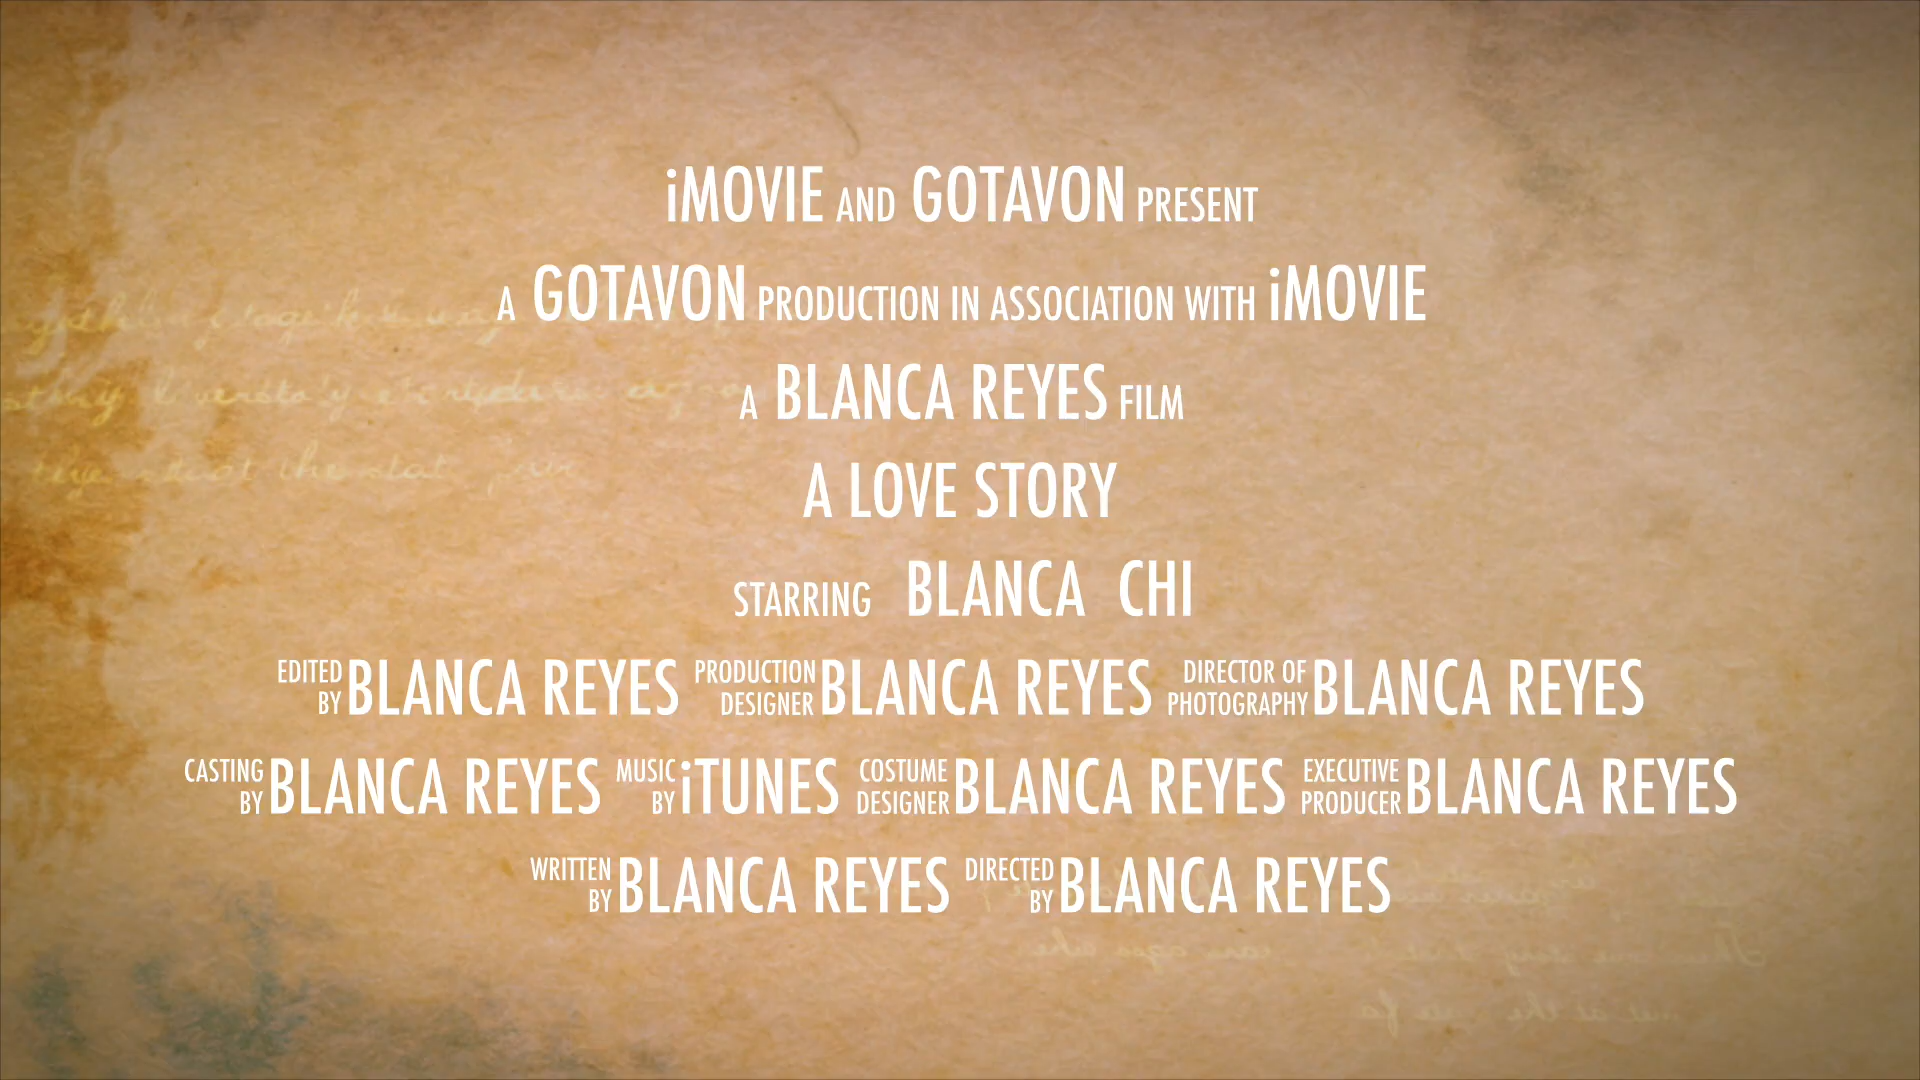 iMOVIE AND GOTAVON PRESENT
A GOTAVON PRODUCTION IN ASSOCIATION WITH iMOVIE
A BLANCA REYES FILM
A LOVE STORY
STARRING BLANCA CHI
EDITED BY BLANCA REYES PRODUCTION DESIGNER BLANCA REYES DIRECTOR OF PHOTOGRAPHY BLANCA REYES
CASTING BY BLANCA REYES MUSIC BY iTUNES COSTUME DESIGNER BLANCA REYES EXECUTIVE PRODUCER BLANCA REYES
WRITTEN BY BLANCA REYES DIRECTED BY BLANCA REYES